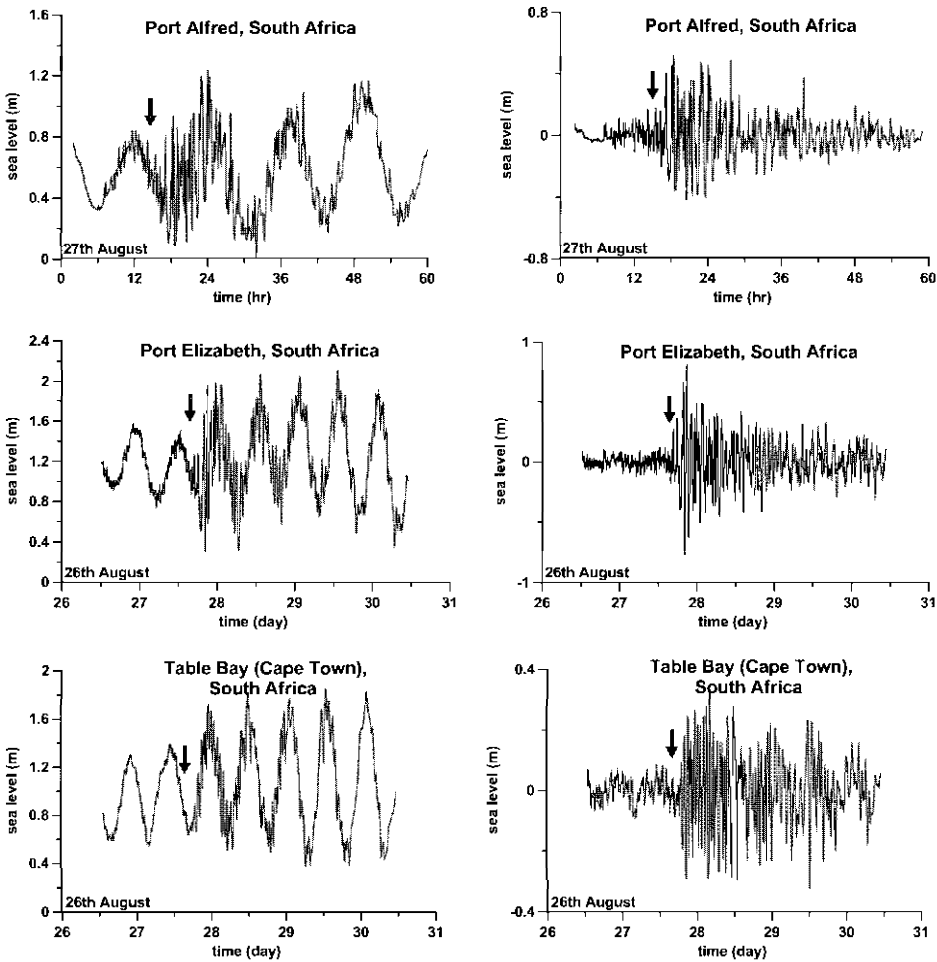 Port Alfred, South Africa
1.6
1.2
0.8
0.4
0
sea level (m)
27th August
0 12 24 36 48 60
time (hr)
Port Alfred, South Africa
0.8
0
-0.8
sea level (m)
27th August
0 12 24 36 48 60
time (hr)
Port Elizabeth, South Africa
2.4
2
1.6
1.2
0.8
0.4
0
sea level (m)
26th August
26 27 28 29 30 31
time (day)
Port Elizabeth, South Africa
1
0
-1
sea level (m)
26th August
26 27 28 29 30 31
time (day)
Table Bay (Cape Town),
South Africa
2
1.6
1.2
0.8
0.4
0
sea level (m)
26th August
26 27 28 29 30 31
time (day)
Table Bay (Cape Town),
South Africa
0.4
0
-0.4
sea level (m)
26th August
26 27 28 29 30 31
time (day)